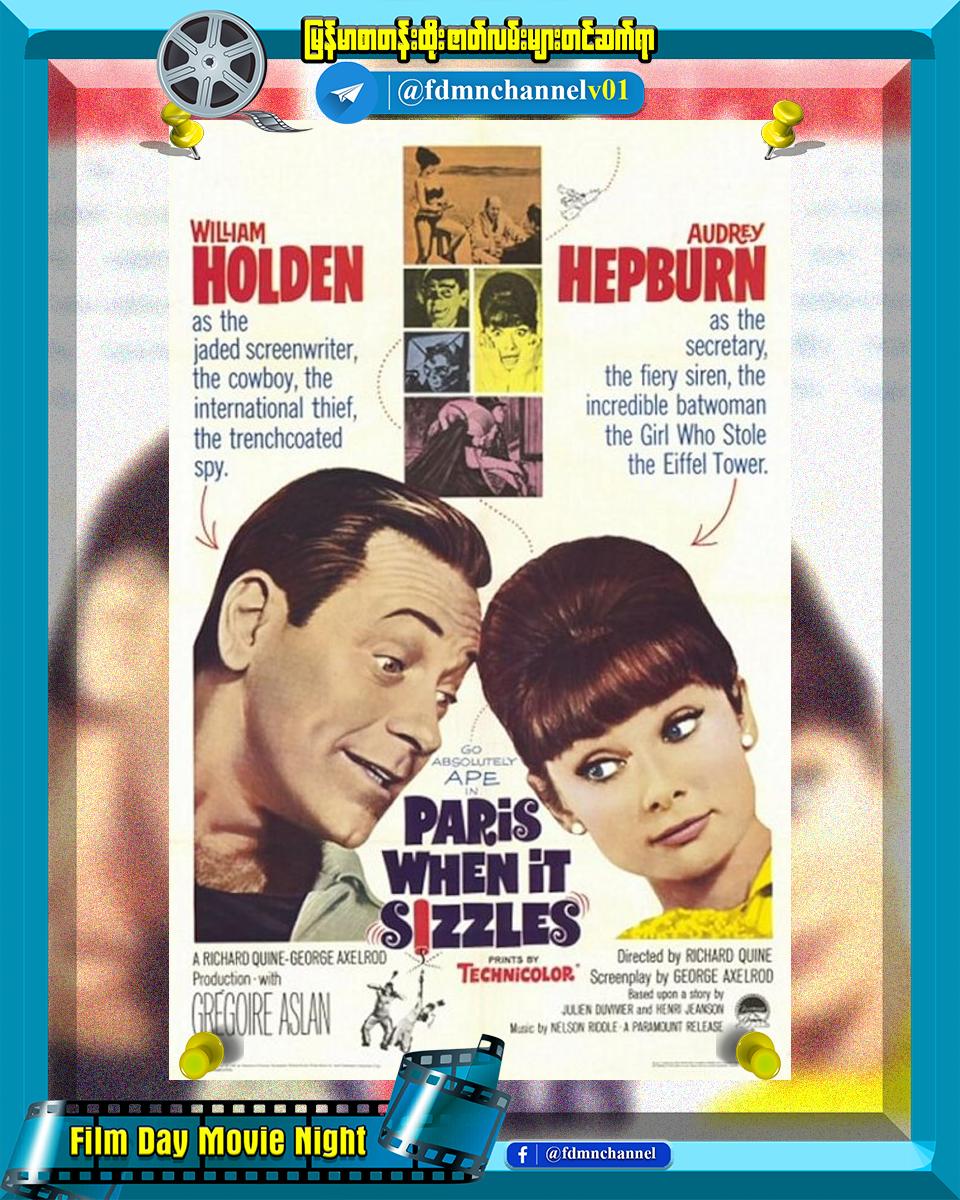 မြန်မာစာတန်းထိုးဇာတ်လမ်းများတင်ဆက်ရာ
@fdmnchannelv01
WILLIAM
HOLDEN
as the
jaded screenwriter,
the cowboy, the
international thief,
the trenchcoated
spy.
AUDREY
HEPBURN
as the
secretary,
the fiery siren, the
incredible batwoman
the Girl Who Stole
the Eiffel Tower.
GO
ABSOLUTELY
APE
IN
PARIS
WHEN IT
SIZZLES
A RICHARD QUINE-GEORGE AXELROD
Production · with
GRÉGOIRE ASLAN
PRINTS BY
TECHNICOLOR®
Directed by RICHARD QUINE
Screenplay by GEORGE AXELROD
Based upon a story by
JULIEN DUVIVIER and HENRI JEANSON
Music by NELSON RIDDLE · A PARAMOUNT RELEASE
Film Day Movie Night
@fdmnchannel